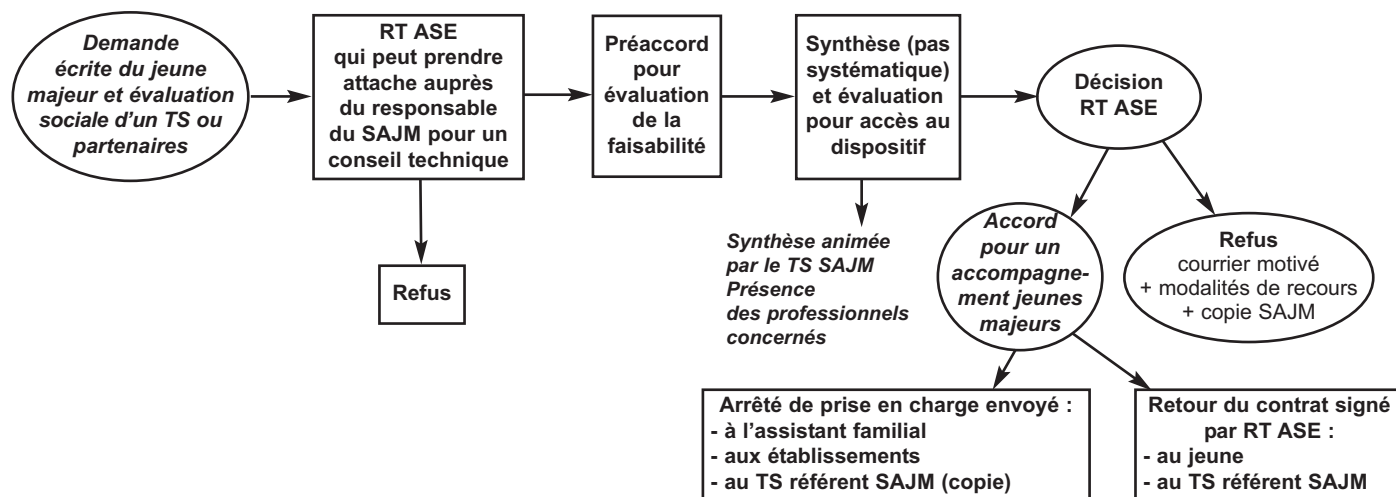 Demande
écrite du jeune
majeur et évaluation
sociale d'un TS ou
partenaires
RT ASE
qui peut prendre
attache auprès
du responsable
du SAJM pour un
conseil technique
Refus
Préaccord
pour
évaluation
de la
faisabilité
Synthèse (pas
systématique)
et évaluation
pour accès au
dispositif
Synthèse animée
par le TS SAJM
Présence
des professionnels
concernés
Décision
RT ASE
Accord
pour un
accompagne-
ment jeunes
majeurs
Refus
courrier motivé
+ modalités de recours
+ copie SAJM
Arrêté de prise en charge envoyé :
- à l'assistant familial
- aux établissements
- au TS référent SAJM (copie)
Retour du contrat signé
par RT ASE :
- au jeune
- au TS référent SAJM